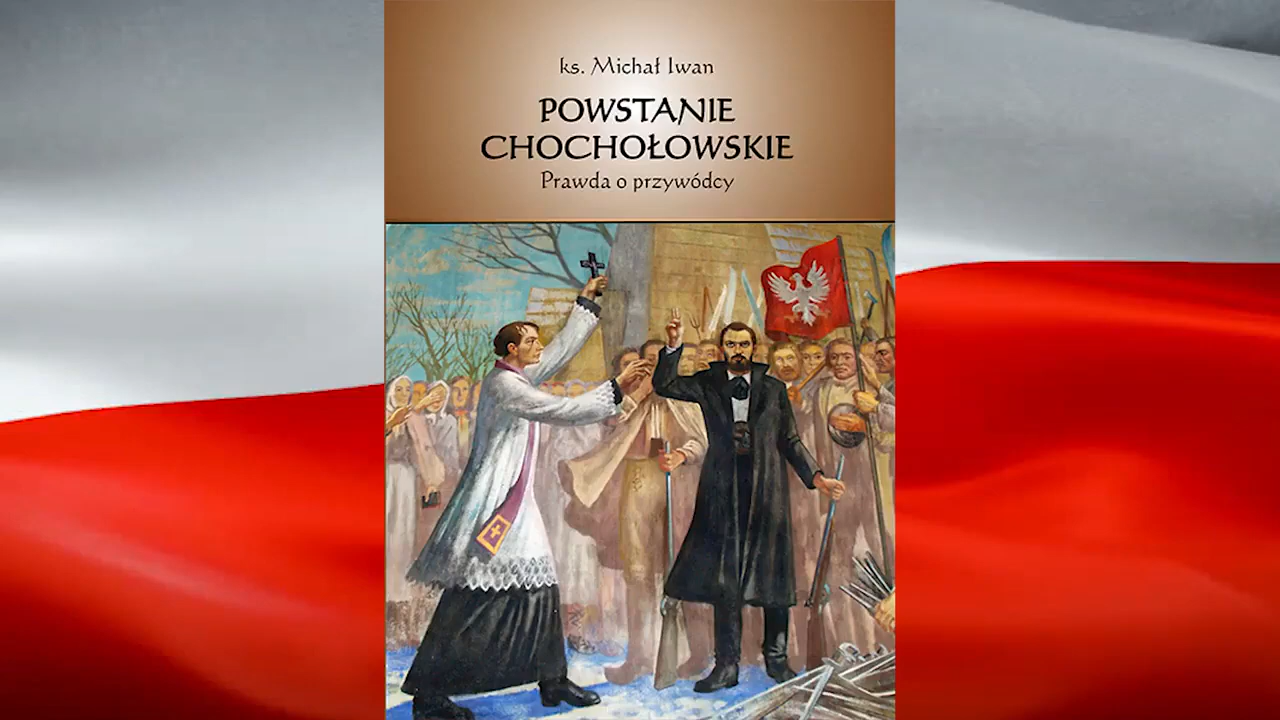 ks. Michał Iwan
POWSTANIE
CHOCHOŁOWSKIE
Prawda o przywódcy